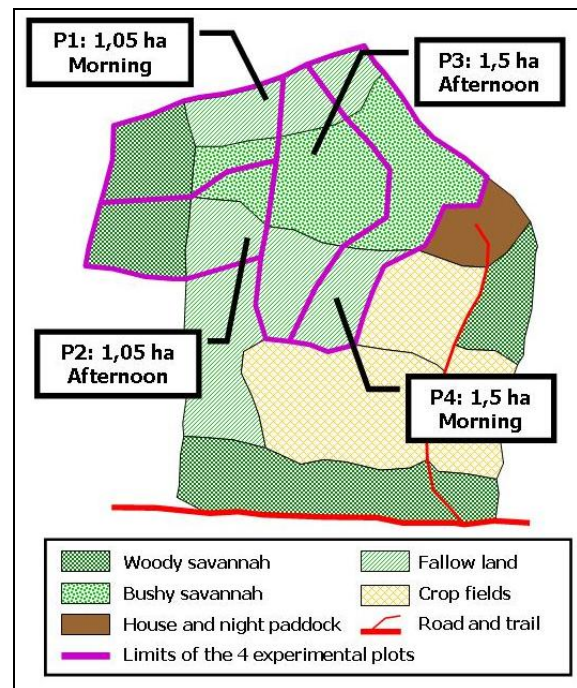 P1: 1,05 ha
Morning
P3: 1,5 ha
Afternoon
P2: 1,05 ha
Afternoon
P4: 1,5 ha
Morning
Woody savannah
Fallow land
Bushy savannah
Crop fields
House and night paddock
Road and trail
Limits of the 4 experimental plots